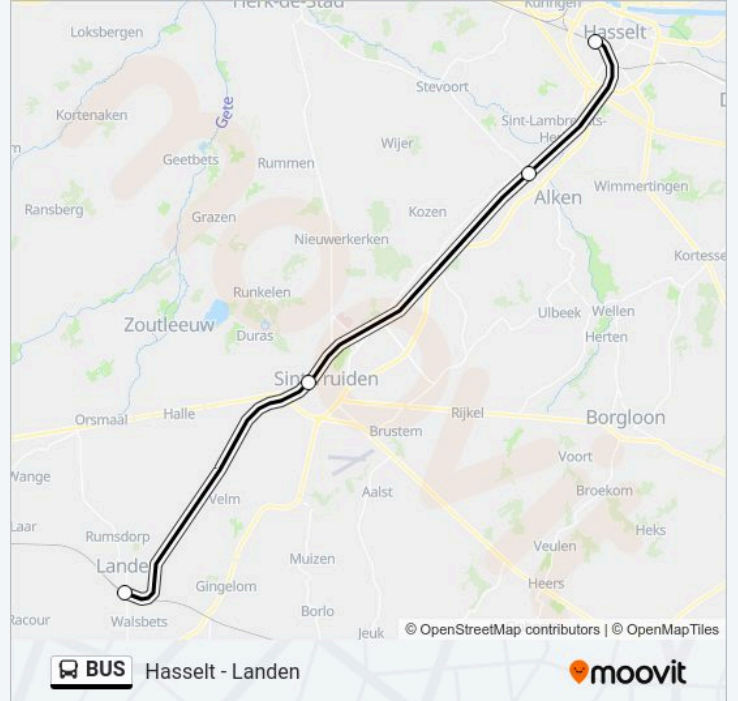 Herk-de-Stad
Kuringen
Loksbergen
Hasselt
Stevoort
Gete
Kortenaken
Sint-Lambrechts-
Wijer
Geetbets
Rummen
Wimmertingen
Alken
Ransberg
Grazen
Kozen
Nieuwerkerken
Kortesse
Runkelen
Ulbeek
Wellen
Zoutleeuw
Duras
Herten
Sint-Truiden
Orsmaal
Halle
Rijkel
Borgloon
Brustem
Voort
Wange
Velm
Aalst
Broekom
Laar
Rumsdorp
Heks
Veulen
Lande
Muizen
Gingelom
Heers
Racour
Walsbets
Borlo
Jeuk
© OpenStreetMap contributors | © OpenMapTiles
BUS
Hasselt - Landen
moovit